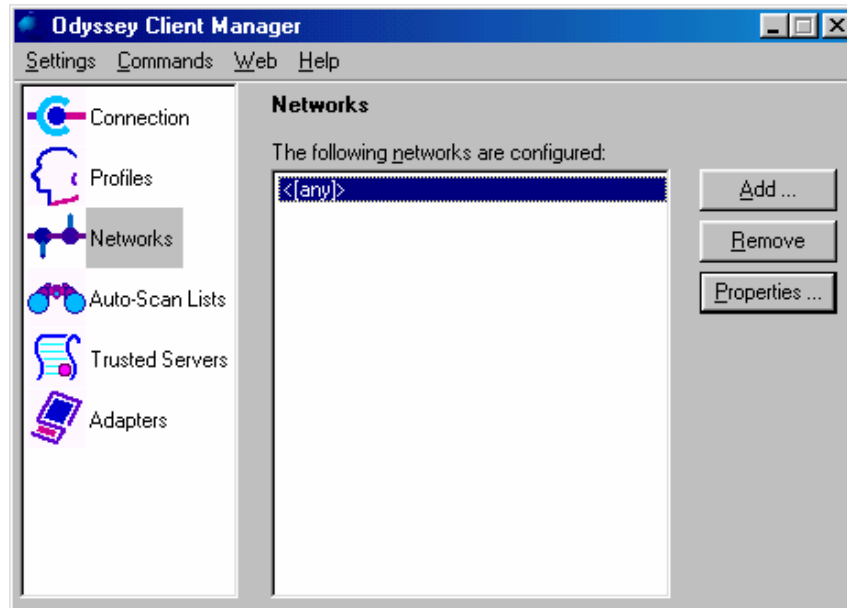 Odyssey Client Manager
Settings Commands Web Help
Connection
Profiles
Networks
Auto-Scan Lists
Trusted Servers
Adapters
Networks
The following networks are configured:
<[any]>
Add ...
Remove
Properties ...